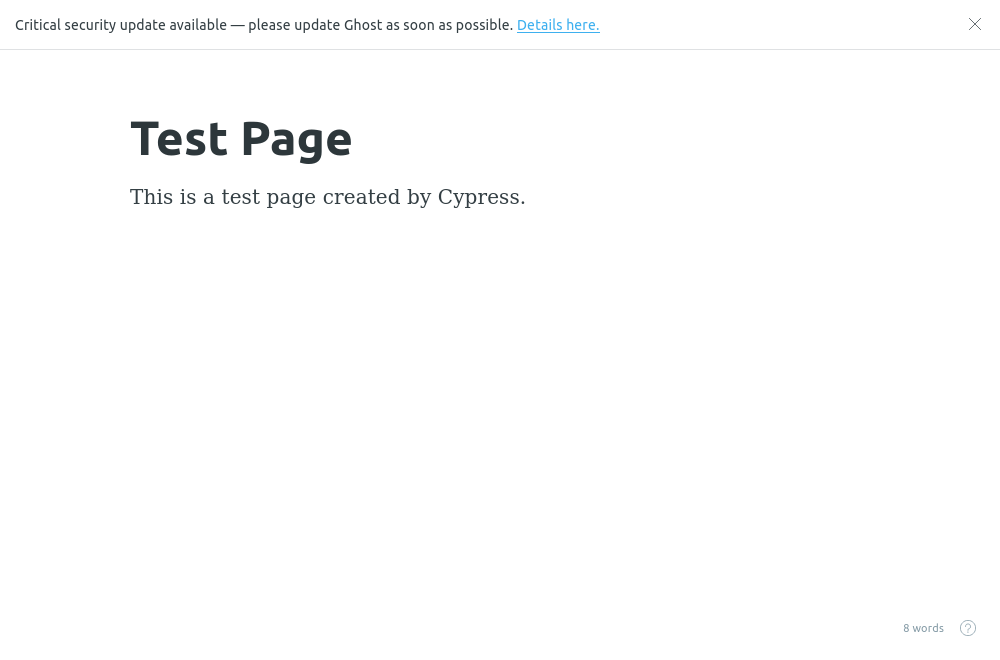 Critical security update available — please update Ghost as soon as possible. Details here.
Test Page
This is a test page created by Cypress.
8 words
?